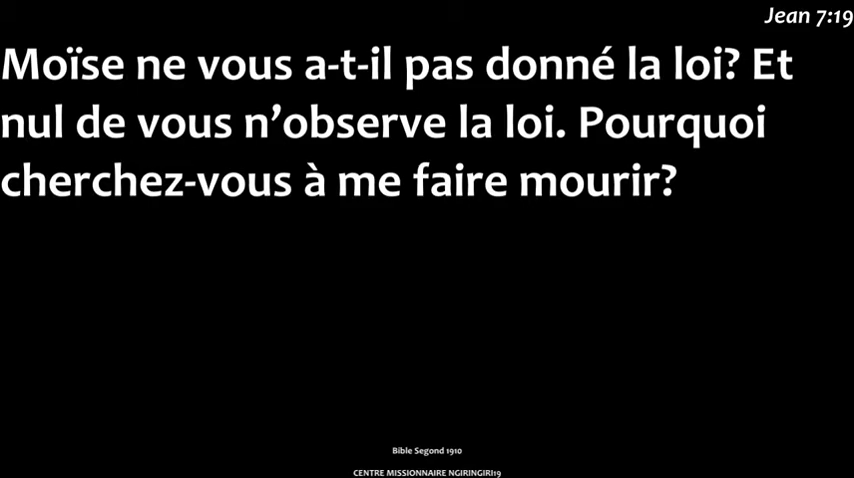 Jean 7:19
Moïse ne vous a-t-il pas donné la loi? Et
nul de vous n’observe la loi. Pourquoi
cherchez-vous à me faire mourir?
Bible Segond 1910
CENTRE MISSIONNAIRE NGIRINGIRI19